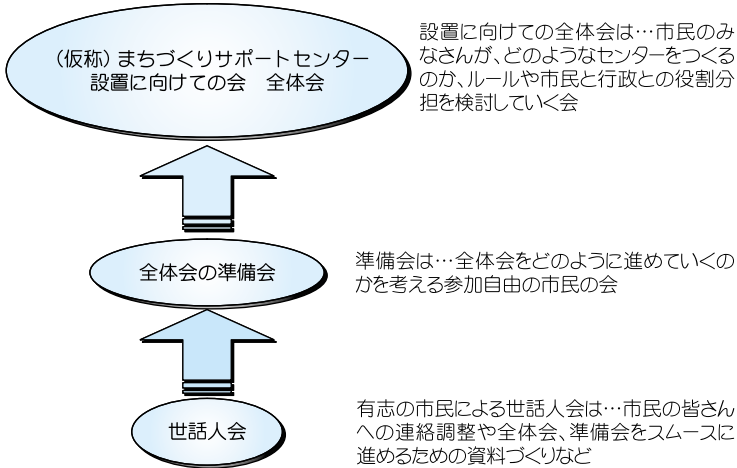 （仮称）まちづくりサポートセンター
設置に向けての会　全体会
設置に向けての全体会は…市民のみ
なさんが、どのようなセンターをつくる
のか、ルールや市民と行政との役割分
担を検討していく会
全体会の準備会
準備会は…全体会をどのように進めていくの
かを考える参加自由の市民の会
世話人会
有志の市民による世話人会は…市民の皆さん
への連絡調整や全体会、準備会をスムースに
進めるための資料づくりなど